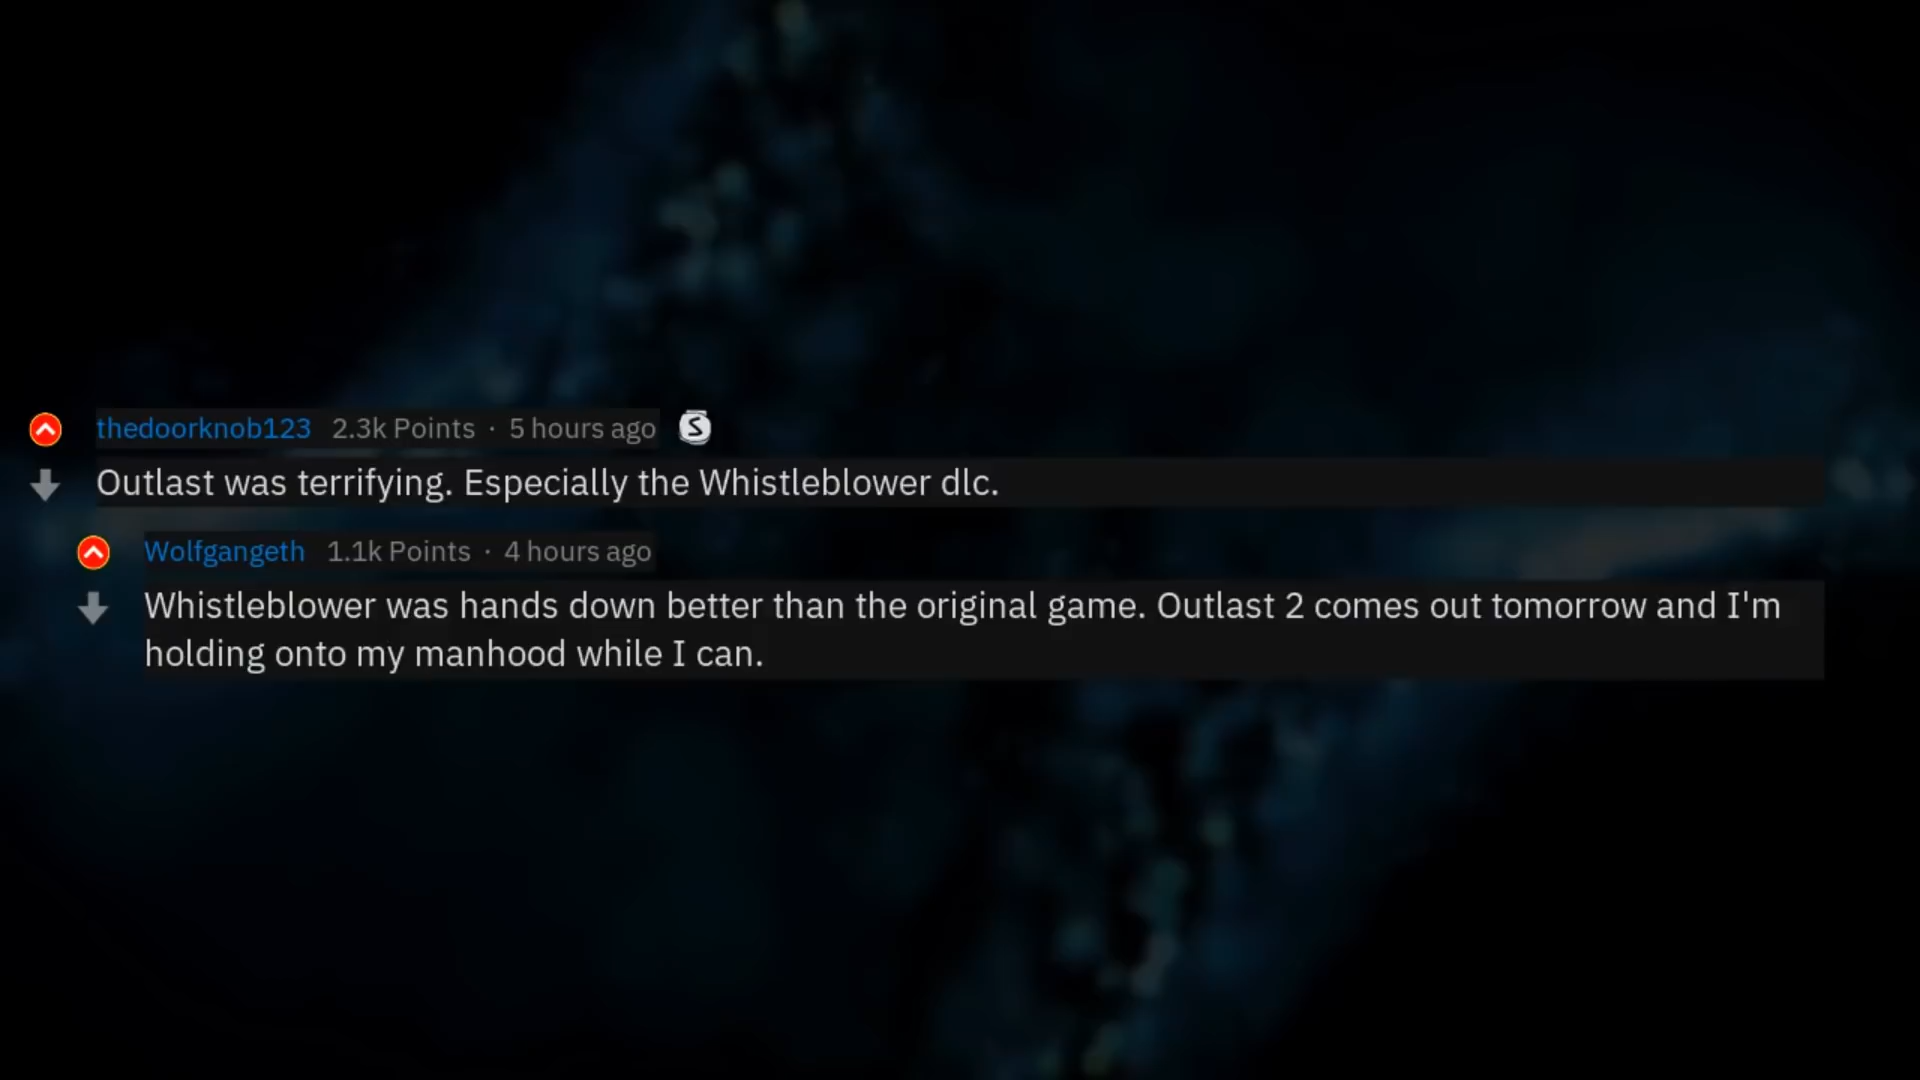 thedoorknob123 2.3k Points · 5 hours ago S
Outlast was terrifying. Especially the Whistleblower dlc.
Wolfgangeth 1.1k Points · 4 hours ago
Whistleblower was hands down better than the original game. Outlast 2 comes out tomorrow and I'm
holding onto my manhood while I can.